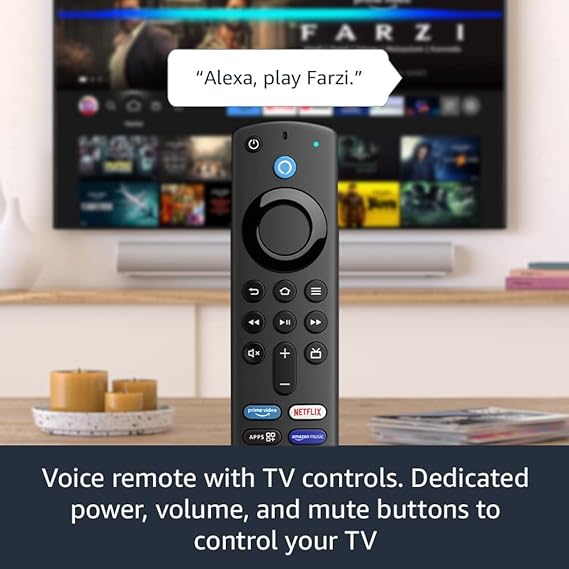 FARZI
“Alexa, play Farzi.”
prime video
NETFLIX
APPS
amazon music
Voice remote with TV controls. Dedicated
power, volume, and mute buttons to
control your TV